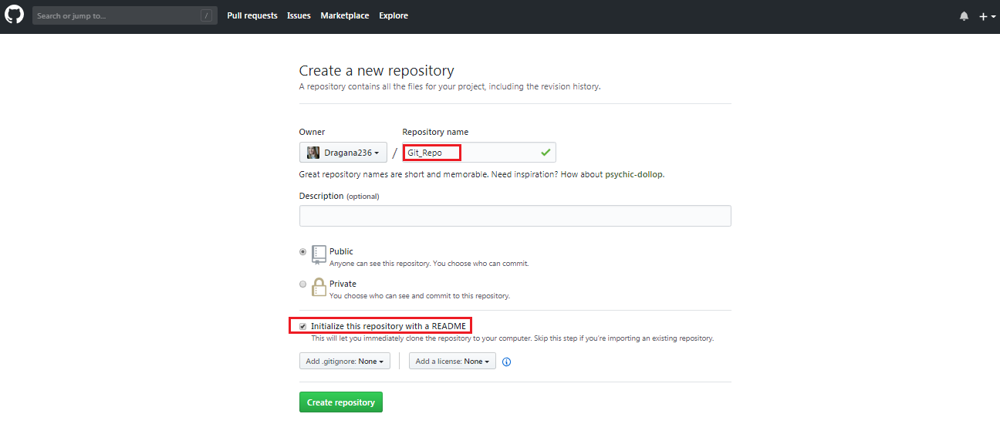 Search or jump to... /
Pull requests Issues Marketplace Explore
Create a new repository
A repository contains all the files for your project, including the revision history.
Owner Repository name
Dragana236 / Git_Repo
Great repository names are short and memorable. Need inspiration? How about psychic-dollop.
Description (optional)
Public
Anyone can see this repository. You choose who can commit.
Private
You choose who can see and commit to this repository.
Initialize this repository with a README
This will let you immediately clone the repository to your computer. Skip this step if you're importing an existing repository.
Add .gitignore: None Add a license: None
Create repository